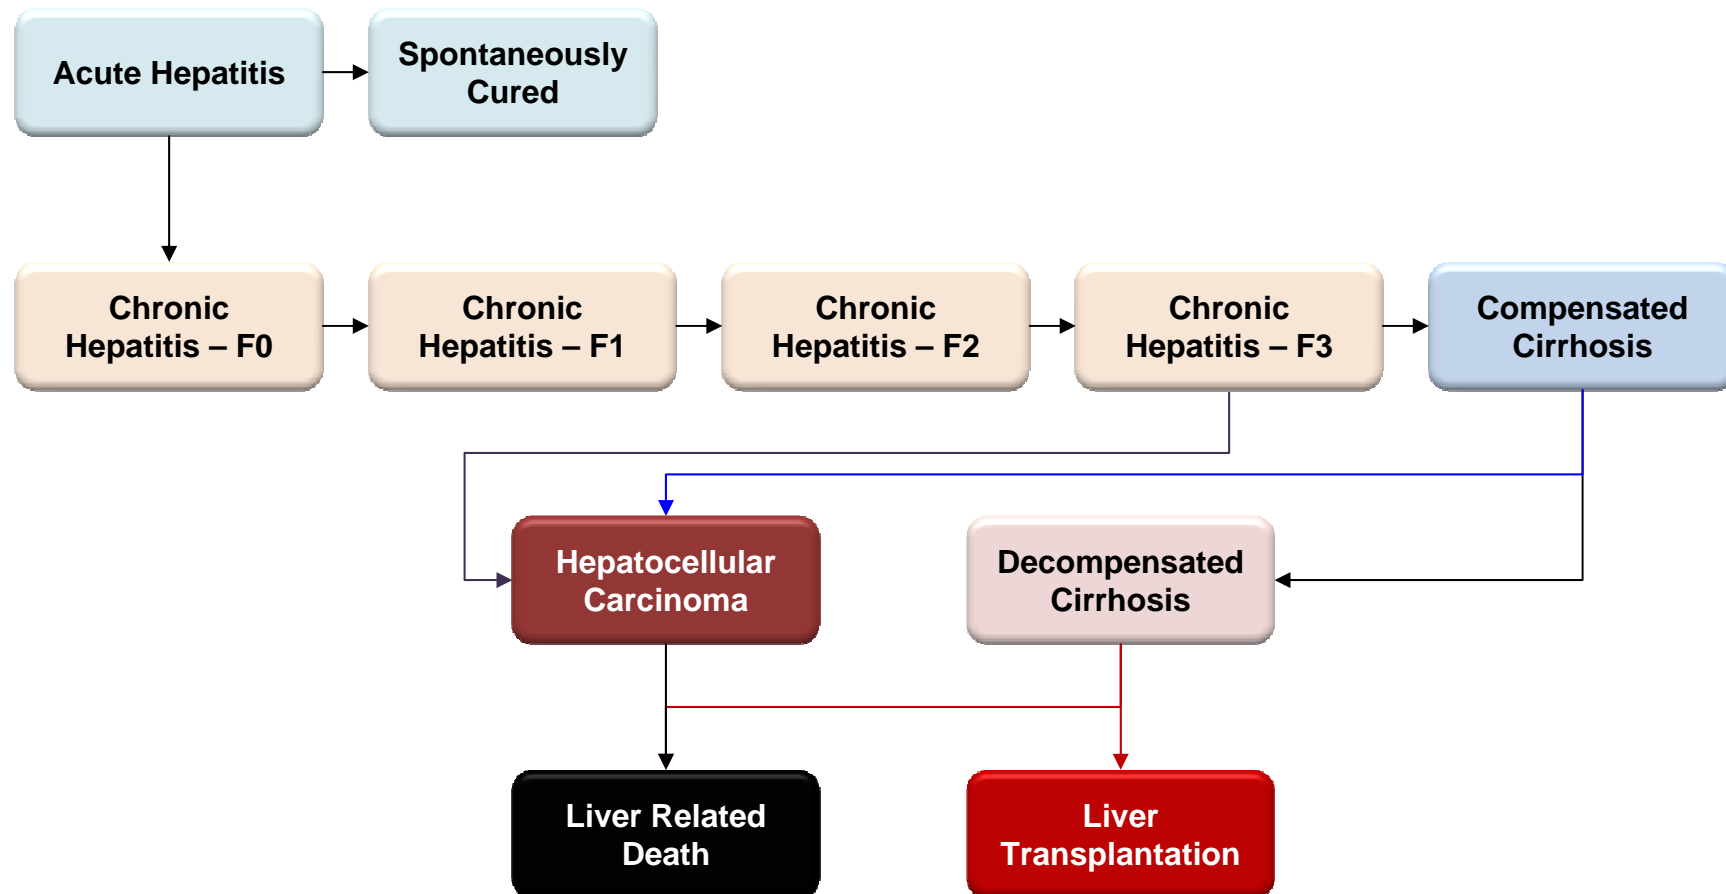 Acute Hepatitis
Spontaneously
Cured
Chronic
Hepatitis – F0
Chronic
Hepatitis – F1
Chronic
Hepatitis – F2
Chronic
Hepatitis – F3
Compensated
Cirrhosis
Hepatocellular
Carcinoma
Decompensated
Cirrhosis
Liver Related
Death
Liver
Transplantation